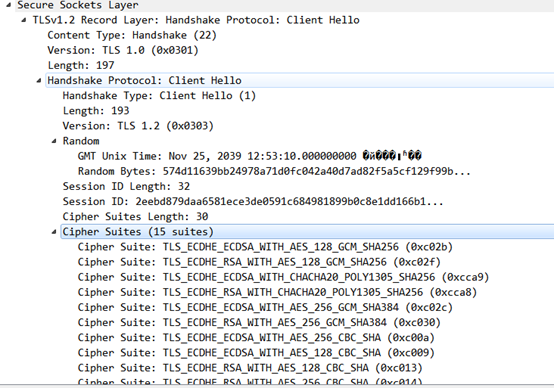 Secure Sockets Layer
TLSv1.2 Record Layer: Handshake Protocol: Client Hello
Content Type: Handshake (22)
Version: TLS 1.0 (0x0301)
Length: 197
Handshake Protocol: Client Hello
Handshake Type: Client Hello (1)
Length: 193
Version: TLS 1.2 (0x0303)
Random
GMT Unix Time: Nov 25, 2039 12:53:10.000000000
Random Bytes: 574d11639bb24978a71d0fc042a40d7ad82f5a5cf129f99b...
Session ID Length: 32
Session ID: 2eebd879daa6581ece3de0591c684981899b0c8e1dd166b1...
Cipher Suites Length: 30
Cipher Suites (15 suites)
Cipher Suite: TLS_ECDHE_ECDSA_WITH_AES_128_GCM_SHA256 (0xc02b)
Cipher Suite: TLS_ECDHE_RSA_WITH_AES_128_GCM_SHA256 (0xc02f)
Cipher Suite: TLS_ECDHE_ECDSA_WITH_CHACHA20_POLY1305_SHA256 (0xcca9)
Cipher Suite: TLS_ECDHE_RSA_WITH_CHACHA20_POLY1305_SHA256 (0xcca8)
Cipher Suite: TLS_ECDHE_ECDSA_WITH_AES_256_GCM_SHA384 (0xc02c)
Cipher Suite: TLS_ECDHE_RSA_WITH_AES_256_GCM_SHA384 (0xc030)
Cipher Suite: TLS_ECDHE_ECDSA_WITH_AES_256_CBC_SHA (0xc00a)
Cipher Suite: TLS_ECDHE_ECDSA_WITH_AES_128_CBC_SHA (0xc009)
Cipher Suite: TLS_ECDHE_RSA_WITH_AES_128_CBC_SHA (0xc013)
Cipher Suite: TLS_ECDHE_RSA_WITH_AES_256_CBC_SHA (0xc014)